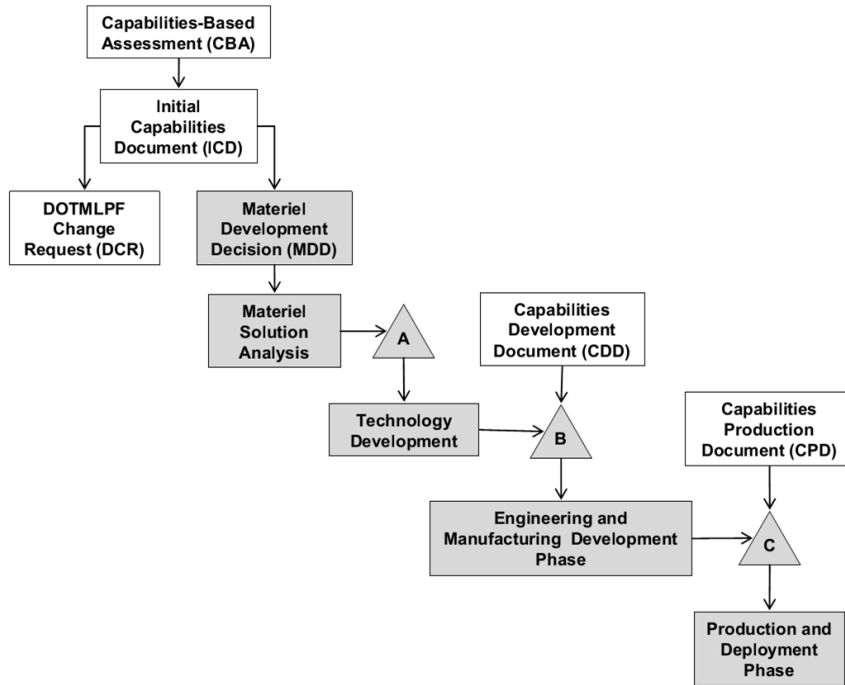 Capabilities-Based
Assessment (CBA)
Initial
Capabilities
Document (ICD)
DOTMLPF
Change
Request (DCR)
Materiel
Development
Decision (MDD)
Materiel
Solution
Analysis
A
Capabilities
Development
Document (CDD)
Technology
Development
B
Capabilities
Production
Document (CPD)
Engineering and
Manufacturing Development
Phase
C
Production and
Deployment
Phase